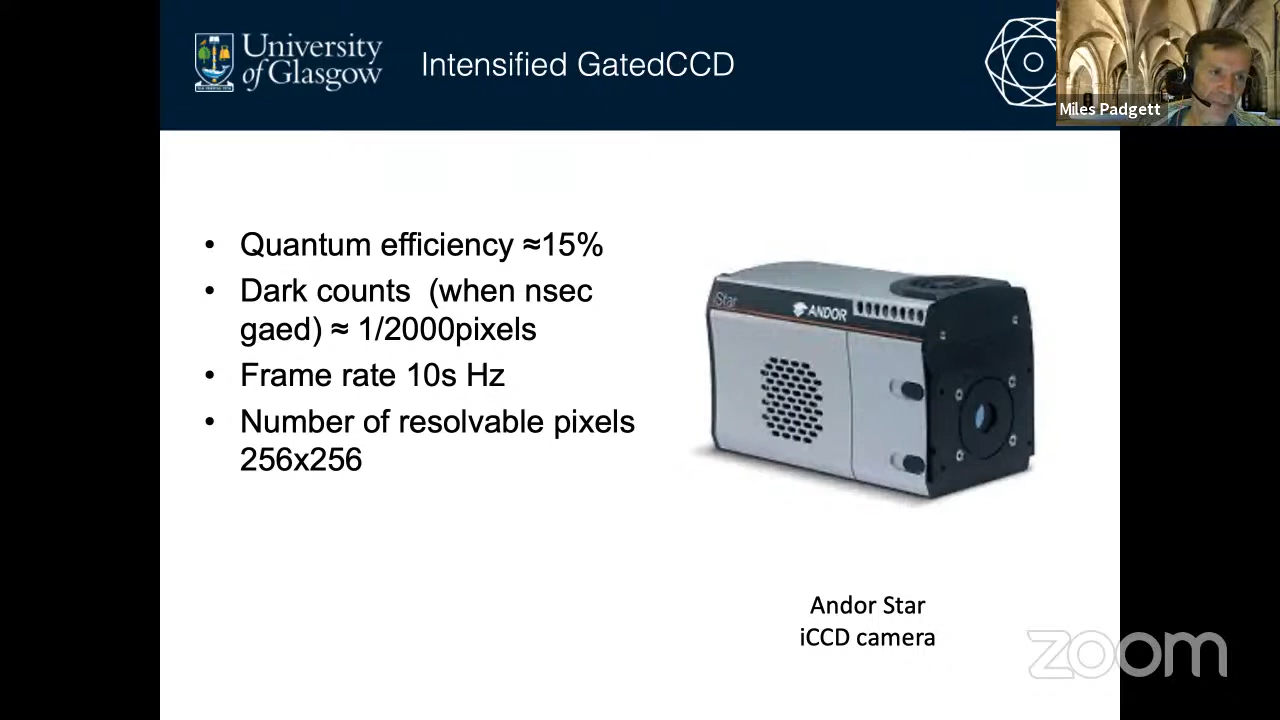 University
of Glasgow
Intensified GatedCCD
Miles Padgett
• Quantum efficiency ≈15%
• Dark counts (when nsec
gaed) ≈ 1/2000pixels
• Frame rate 10s Hz
• Number of resolvable pixels
256x256
iStar
ANDOR
Andor Star
iCCD camera
zoom